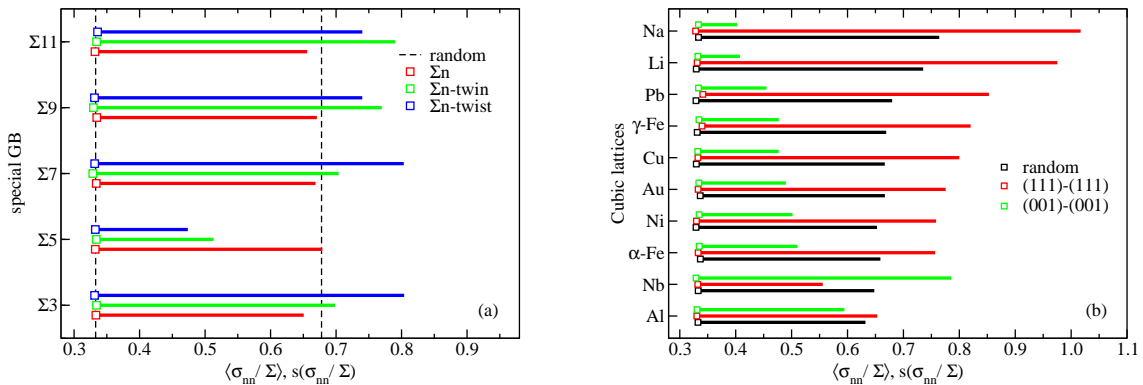 Σ11
Σ9
Σ7
Σ5
Σ3
special GB
random
Σn
Σn-twin
Σn-twist
(a)
0.3 0.4 0.5 0.6 0.7 0.8 0.9
⟨σnn/ Σ⟩, s(σnn/ Σ)
Na
Li
Pb
γ-Fe
Cu
Au
Ni
α-Fe
Nb
Al
Cubic lattices
random
(111)-(111)
(001)-(001)
(b)
0.3 0.4 0.5 0.6 0.7 0.8 0.9 1.0 1.1
⟨σnn/ Σ⟩, s(σnn/ Σ)